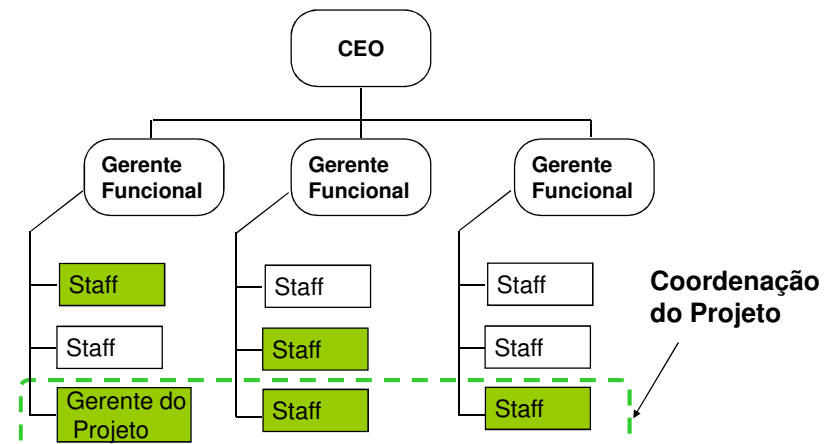 CEO
Gerente
Funcional
Gerente
Funcional
Gerente
Funcional
Staff
Staff
Staff
Coordenação
do Projeto
Staff
Staff
Staff
Gerente do
Projeto
Staff
Staff